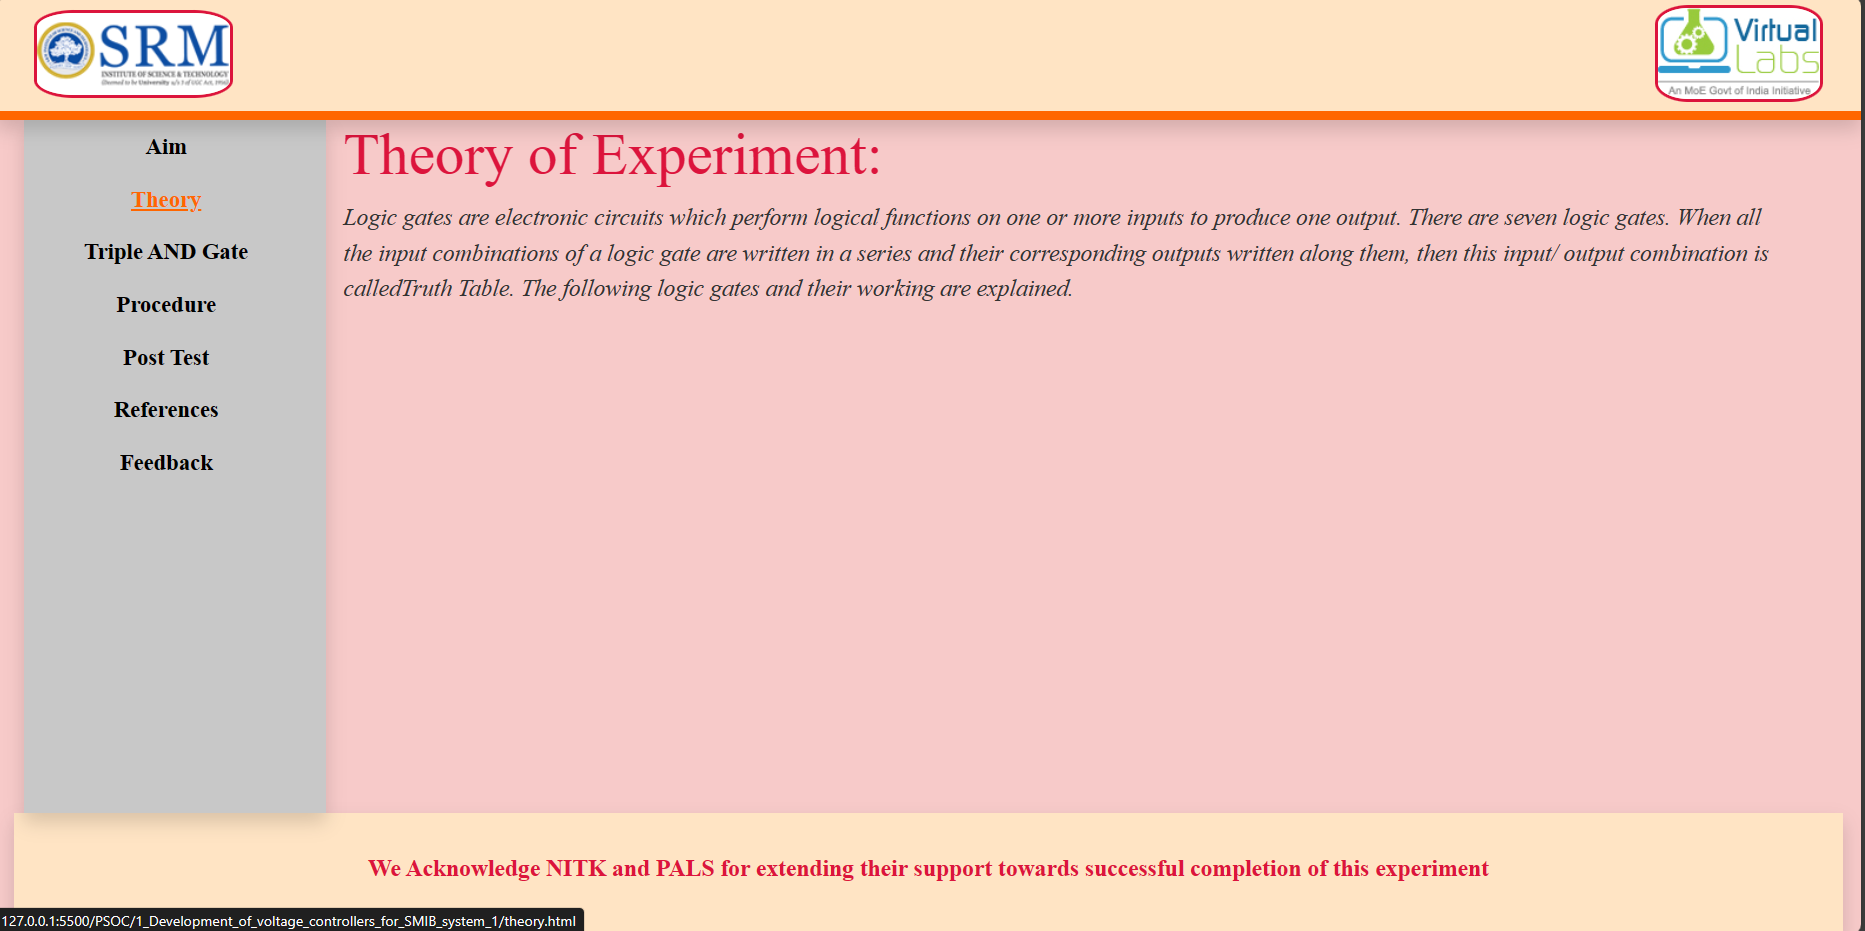 SRM
INSTITUTE OF SCIENCE & TECHNOLOGY
(Deemed to be University u/s 3 of UGC Act, 1956)
Virtual
Labs
An MoE Govt of India Initiative
Aim
Theory
Triple AND Gate
Procedure
Post Test
References
Feedback
Theory of Experiment:
Logic gates are electronic circuits which perform logical functions on one or more inputs to produce one output. There are seven logic gates. When all
the input combinations of a logic gate are written in a series and their corresponding outputs written along them, then this input/ output combination is
calledTruth Table. The following logic gates and their working are explained.
We Acknowledge NITK and PALS for extending their support towards successful completion of this experiment
127.0.0.1:5500/PSOC/1_Development_of_voltage_controllers_for_SMIB_system_1/theory.html